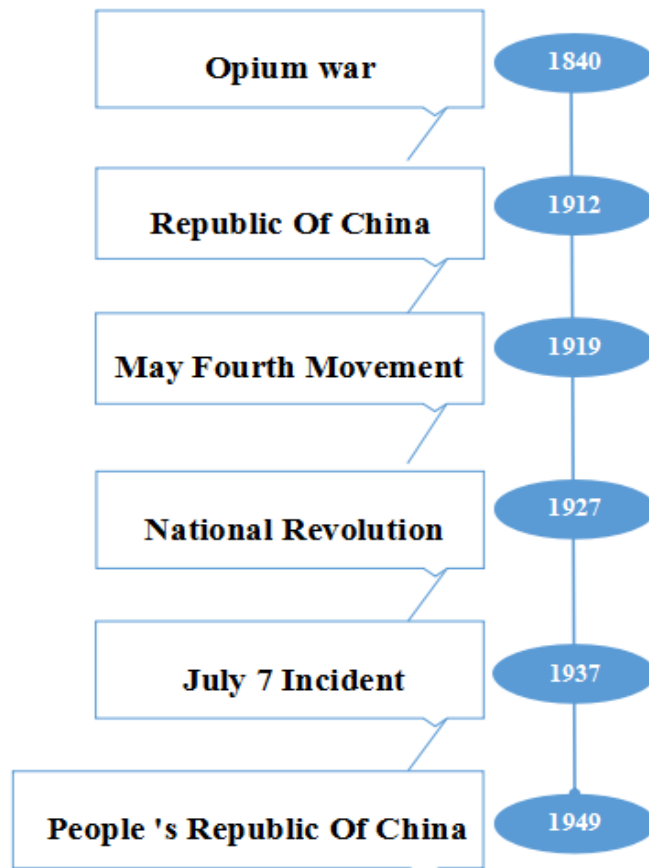 Opium war
1840
Republic Of China
1912
May Fourth Movement
1919
National Revolution
1927
July 7 Incident
1937
People 's Republic Of China
1949